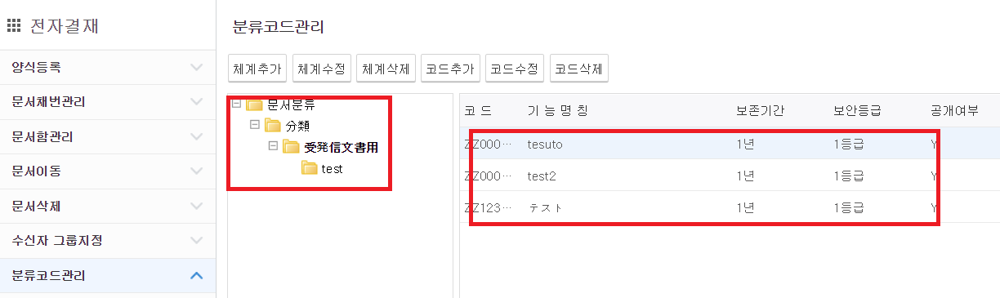 전자결재
양식등록
문서채번관리
문서함관리
문서이동
문서삭제
수신자 그룹지정
분류코드관리
분류코드관리
체계추가 체계수정 체계삭제 코드추가 코드수정 코드삭제
문서분류
分類
受発信文書用
test
코 드 기 능 명 칭 보존기간 보안등급 공개여부
ZZ000… tesuto 1년 1등급 Y
ZZ000… test2 1년 1등급 Y
ZZ123… テスト 1년 1등급 Y